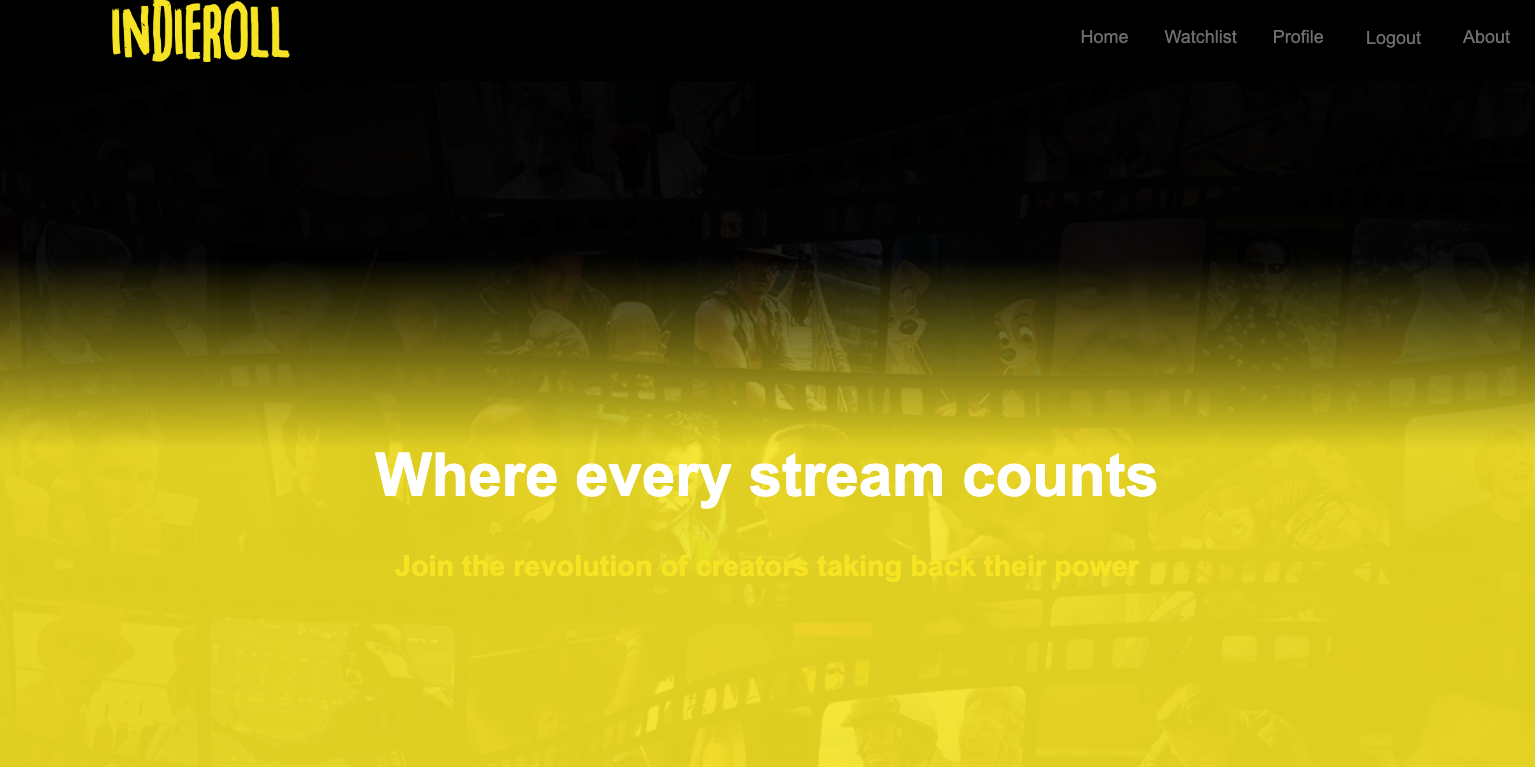 INDIEROLL
Home Watchlist Profile Logout About
Where every stream counts
Join the revolution of creators taking back their power